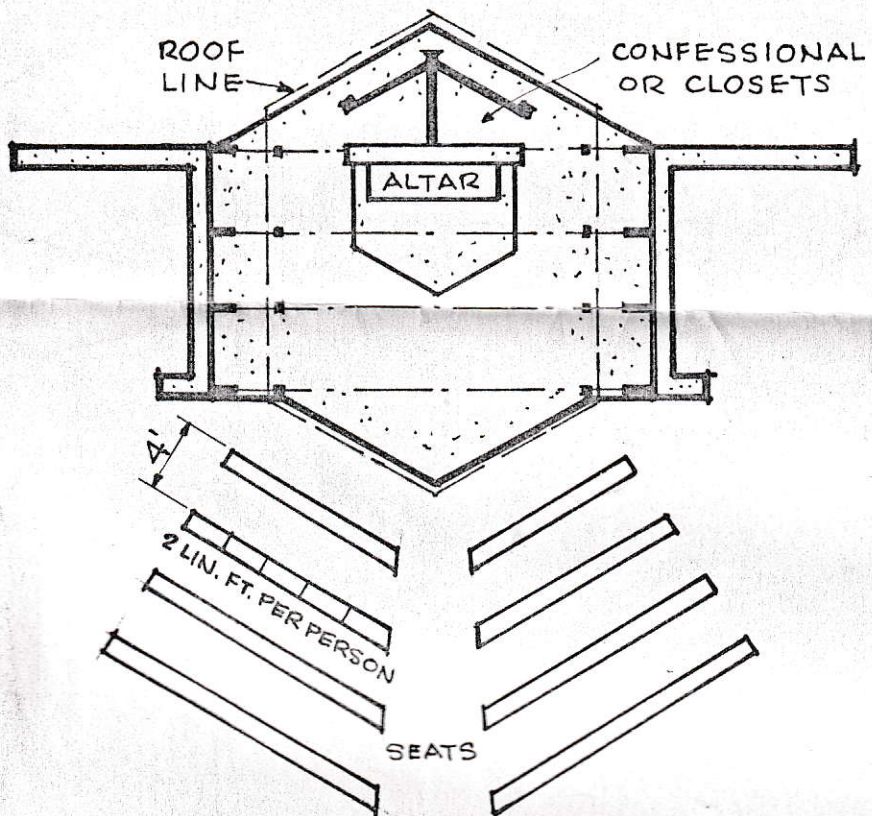 ROOF
LINE
CONFESSIONAL
OR CLOSETS
ALTAR
4'
2 LIN. FT. PER PERSON
SEATS